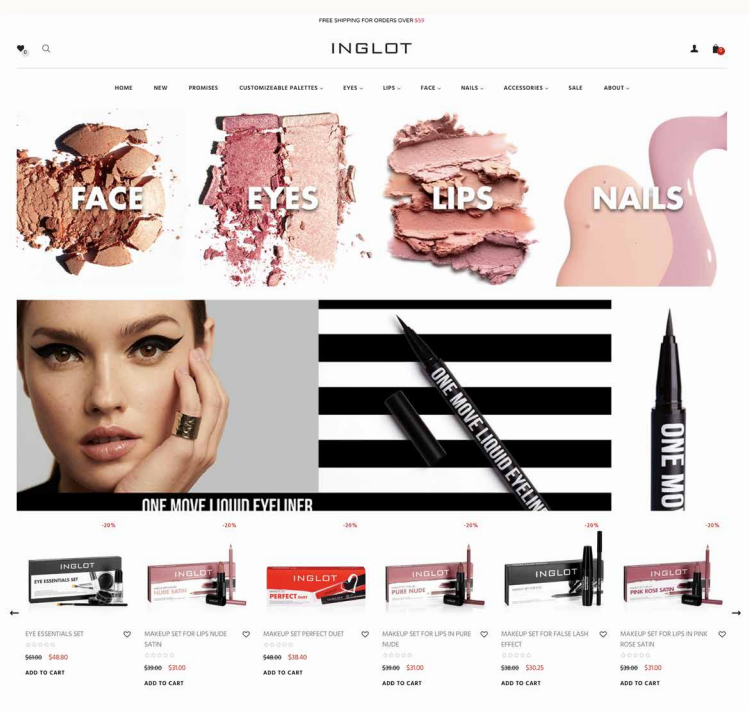 FREE SHIPPING FOR ORDERS OVER $59
0
INGLOT
HOME NEW PROMISES CUSTOMIZEABLE PALETTES EYES LIPS FACE NAILS ACCESSORIES SALE ABOUT
FACE EYES LIPS NAILS
ONE MOVE LIQUID EYELIN
ONE MO
ONE MOVE LIQUID EYELINER
-20% -20% -20% -20% -20% -20%
INGLOT
EYE ESSENTIALS SET
INGLOT
NUDE SATIN
INGLOT
PERFECT DUET
INGLOT
PURE NUDE
INGLOT
INGLOT
PINK ROSE SATIN
EYE ESSENTIALS SET
$61.00 $48.80
ADD TO CART
MAKEUP SET FOR LIPS NUDE
SATIN
$39.00 $31.00
ADD TO CART
MAKEUP SET PERFECT DUET
$48.00 $38.40
ADD TO CART
MAKEUP SET FOR LIPS IN PURE
NUDE
$39.00 $31.00
ADD TO CART
MAKEUP SET FOR FALSE LASH
EFFECT
$38.00 $30.25
ADD TO CART
MAKEUP SET FOR LIPS IN PINK
ROSE SATIN
$39.00 $31.00
ADD TO CART